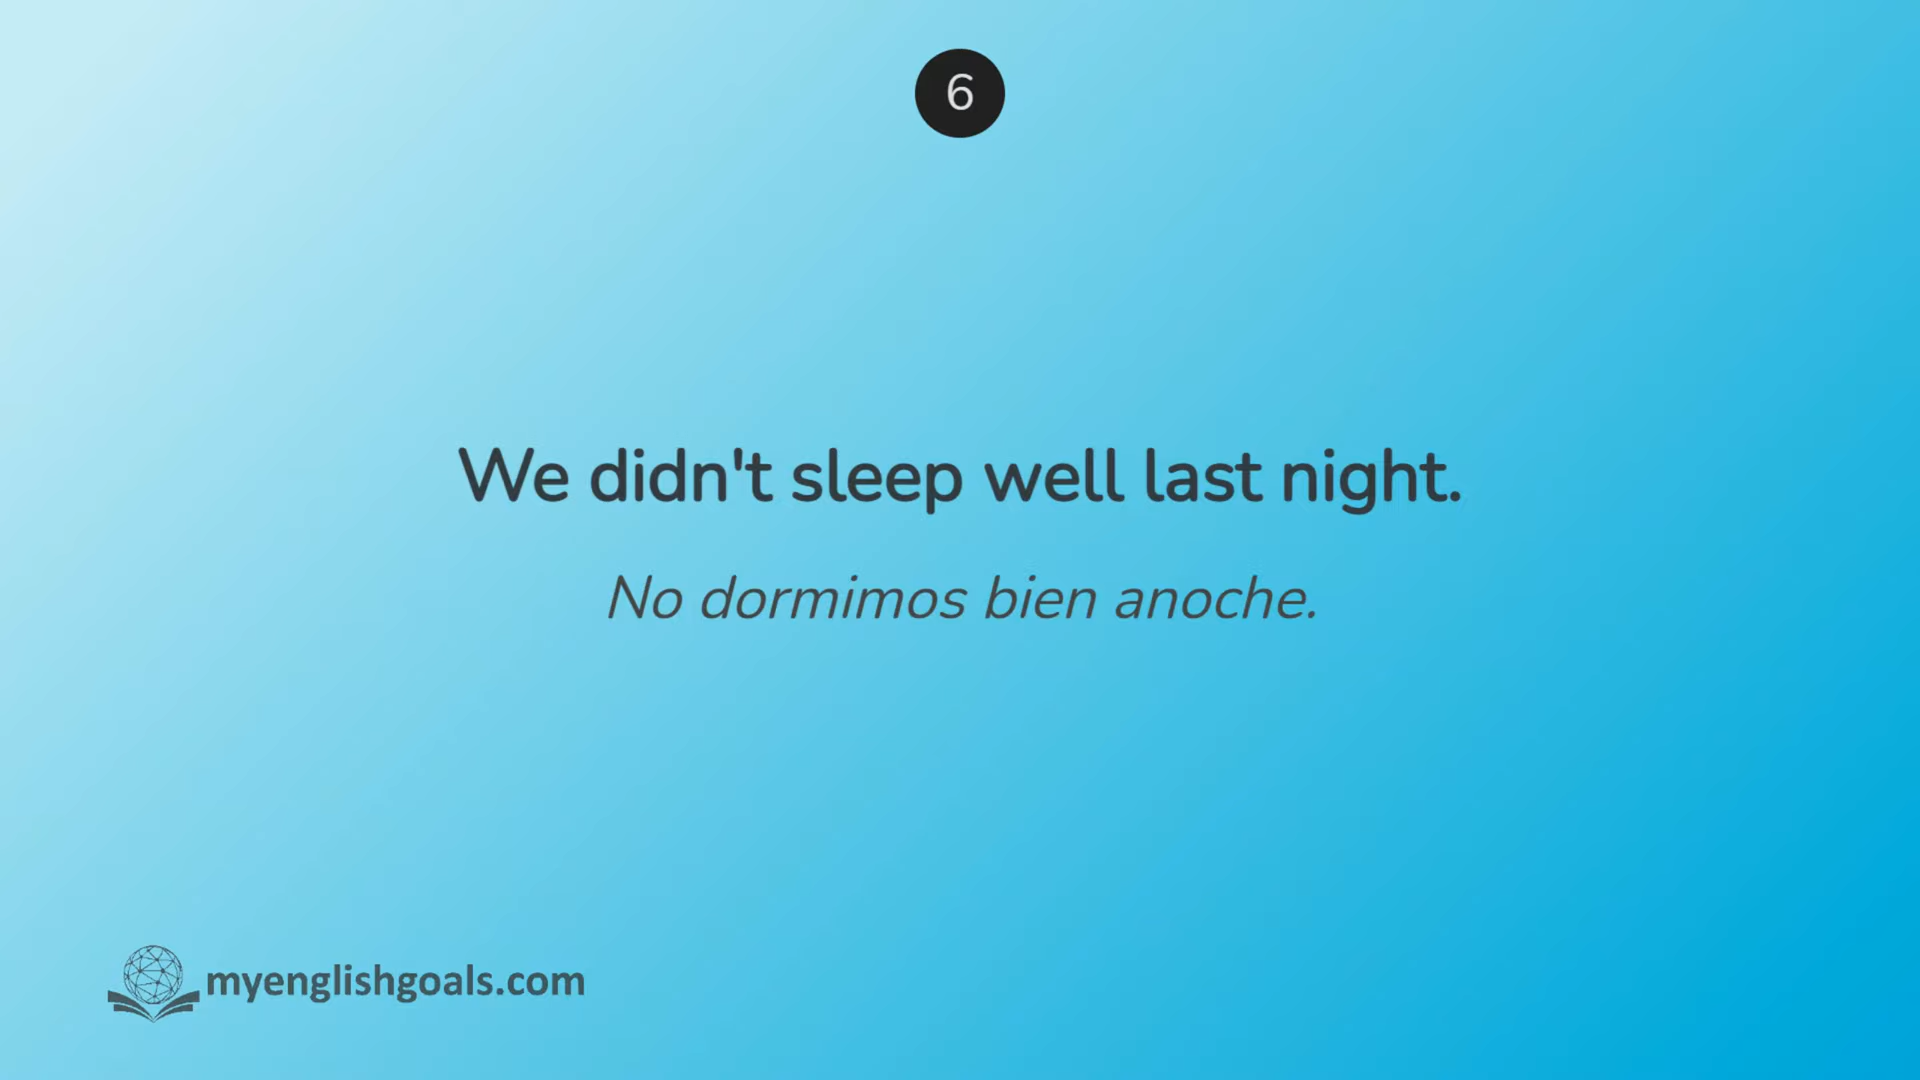 6
We didn't sleep well last night.
No dormimos bien anoche.
myenglishgoals.com